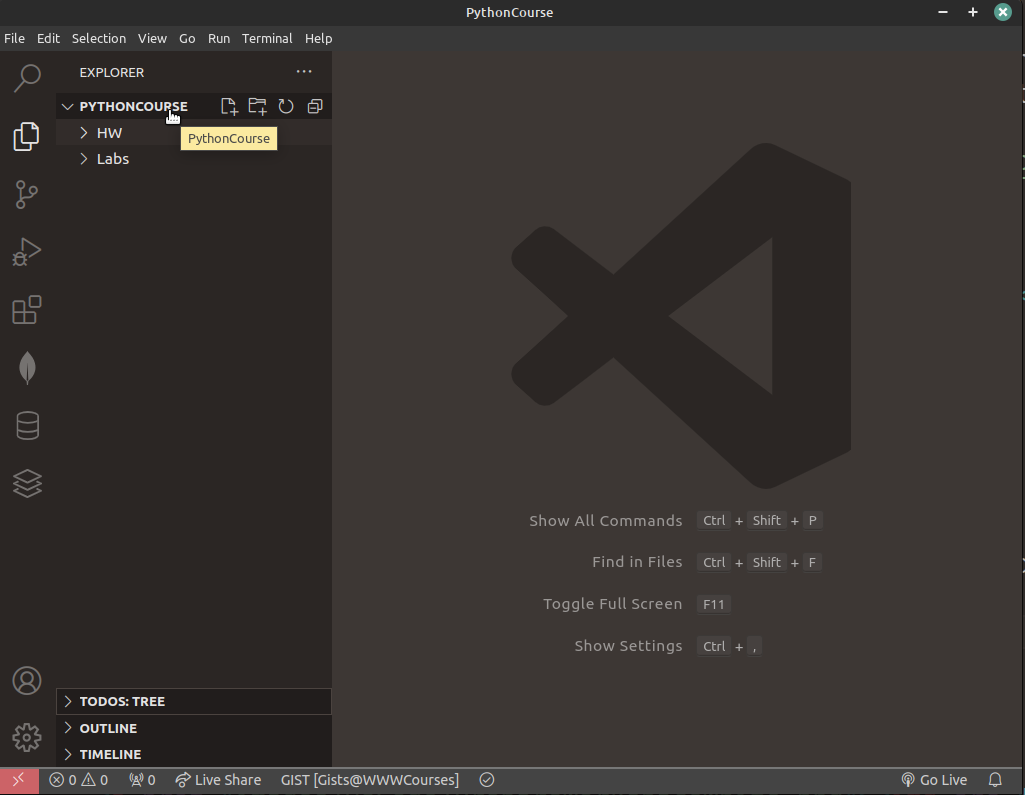 PythonCourse
File Edit Selection View Go Run Terminal Help
EXPLORER
PYTHONCOURSE
HW
PythonCourse
Labs
Show All Commands Ctrl + Shift + P
Find in Files Ctrl + Shift + F
Toggle Full Screen F11
Show Settings Ctrl + ,
TODOS: TREE
OUTLINE
TIMELINE
0 0 0 Live Share GIST [Gists@WWWCourses] Go Live